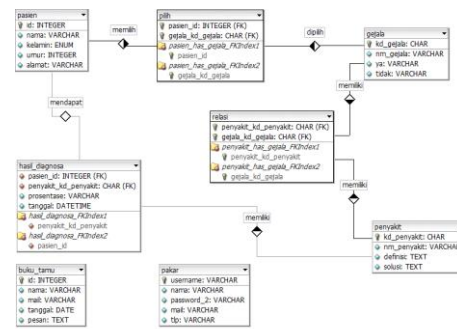 pasien
id: INTEGER
nama: VARCHAR
kelamin: ENUM
umur: INTEGER
alamat: VARCHAR
memilih
pilih
pasien_id: INTEGER (FK)
gejala_kd_gejala: CHAR (FK)
pasien_has_gejala_FKIndex1
pasien_id
pasien_has_gejala_FKIndex2
gejala_kd_gejala
dipilih
gejala
kd_gejala: CHAR
nm_gejala: VARCHAR
ya: VARCHAR
tidak: VARCHAR
memiliki
mendapat
relasi
penyakit_kd_penyakit: CHAR (FK)
gejala_kd_gejala: CHAR (FK)
penyakit_has_gejala_FKIndex1
penyakit_kd_penyakit
penyakit_has_gejala_FKIndex2
gejala_kd_gejala
memiliki
hasil_diagnosa
pasien_id: INTEGER (FK)
penyakit_kd_penyakit: CHAR (FK)
prosentase: VARCHAR
tanggal: DATETIME
hasil_diagnosa_FKIndex1
penyakit_kd_penyakit
hasil_diagnosa_FKIndex2
pasien_id
memiliki
penyakit
kd_penyakit: CHAR
nm_penyakit: VARCHAR
definisi: TEXT
solusi: TEXT
buku_tamu
id: INTEGER
nama: VARCHAR
mail: VARCHAR
tanggal: DATE
pesan: TEXT
pakar
username: VARCHAR
nama: VARCHAR
password_2: VARCHAR
mail: VARCHAR
tlp: VARCHAR